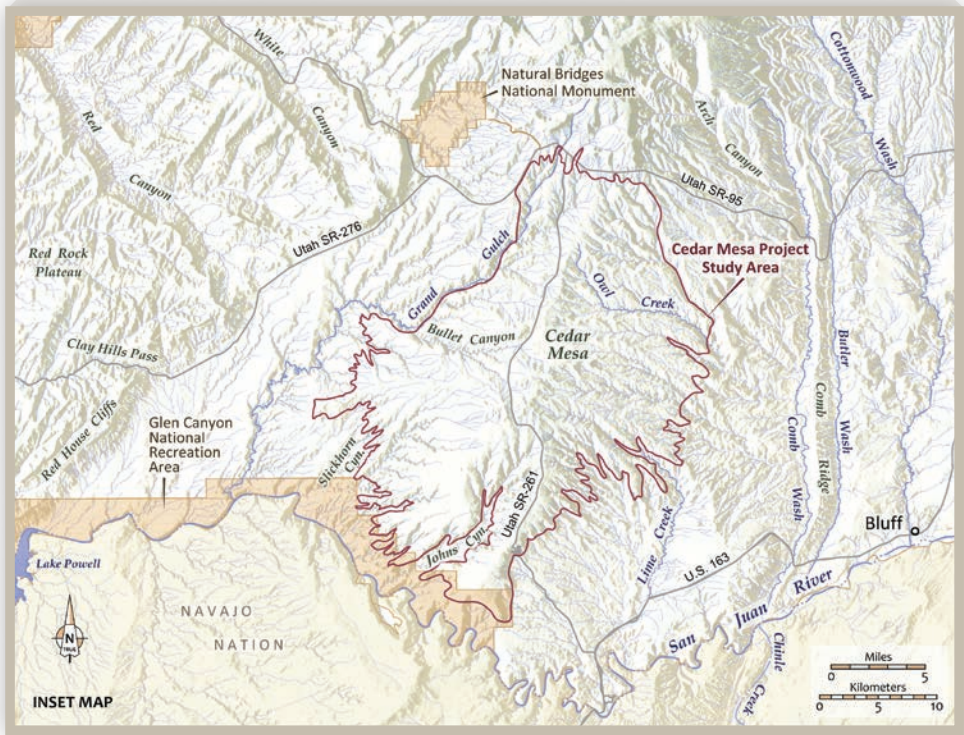 White
Canyon
Natural Bridges
National Monument
Cottonwood
Wash
Red
Canyon
Arch
Canyon
Utah SR-95
Utah SR-276
Red Rock
Plateau
Grand
Gulch
Cedar Mesa Project
Study Area
Owl
Creek
Bullet Canyon
Cedar
Mesa
Clay Hills Pass
Butler
Wash
Comb
Ridge
Comb
Wash
Red House Cliffs
Glen Canyon
National
Recreation
Area
Slickhorn
Cyn.
Utah SR-261
Johns Cyn.
Lime Creek
Bluff
U.S. 163
Lake Powell
San Juan River
NAVAJO
NATION
Chinle
Creek
N
TRUE
Miles
0 5
Kilometers
0 5 10
INSET MAP